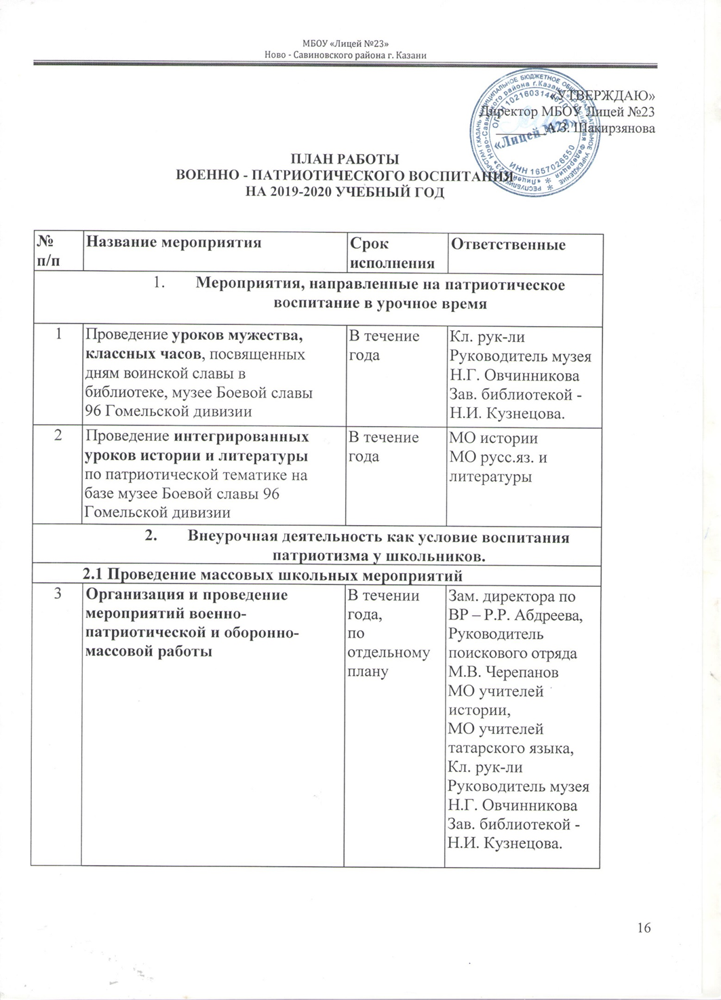 МБОУ «Лицей №23»
Ново - Савиновского района г. Казани
«УТВЕРЖДАЮ»
Директор МБОУ Лицей №23
________А.З. Шакирзянова
«Лицей №23»
ИНН 1657026550
ПЛАН РАБОТЫ
ВОЕННО - ПАТРИОТИЧЕСКОГО ВОСПИТАНИЯ
НА 2019-2020 УЧЕБНЫЙ ГОД
№
п/п
Название мероприятия
Срок
исполнения
Ответственные
1. Мероприятия, направленные на патриотическое
воспитание в урочное время
1
Проведение уроков мужества,
классных часов, посвященных
дням воинской славы в
библиотеке, музее Боевой славы
96 Гомельской дивизии
В течение
года
Кл. рук-ли
Руководитель музея
Н.Г. Овчинникова
Зав. библиотекой -
Н.И. Кузнецова.
2
Проведение интегрированных
уроков истории и литературы
по патриотической тематике на
базе музее Боевой славы 96
Гомельской дивизии
В течение
года
МО истории
МО русс.яз. и
литературы
2. Внеурочная деятельность как условие воспитания
патриотизма у школьников.
2.1 Проведение массовых школьных мероприятий
3
Организация и проведение
мероприятий военно-
патриотической и оборонно-
массовой работы
В течении
года,
по
отдельному
плану
Зам. директора по
ВР – Р.Р. Абдреева,
Руководитель
поискового отряда
М.В. Черепанов
МО учителей
истории,
МО учителей
татарского языка,
Кл. рук-ли
Руководитель музея
Н.Г. Овчинникова
Зав. библиотекой -
Н.И. Кузнецова.
16